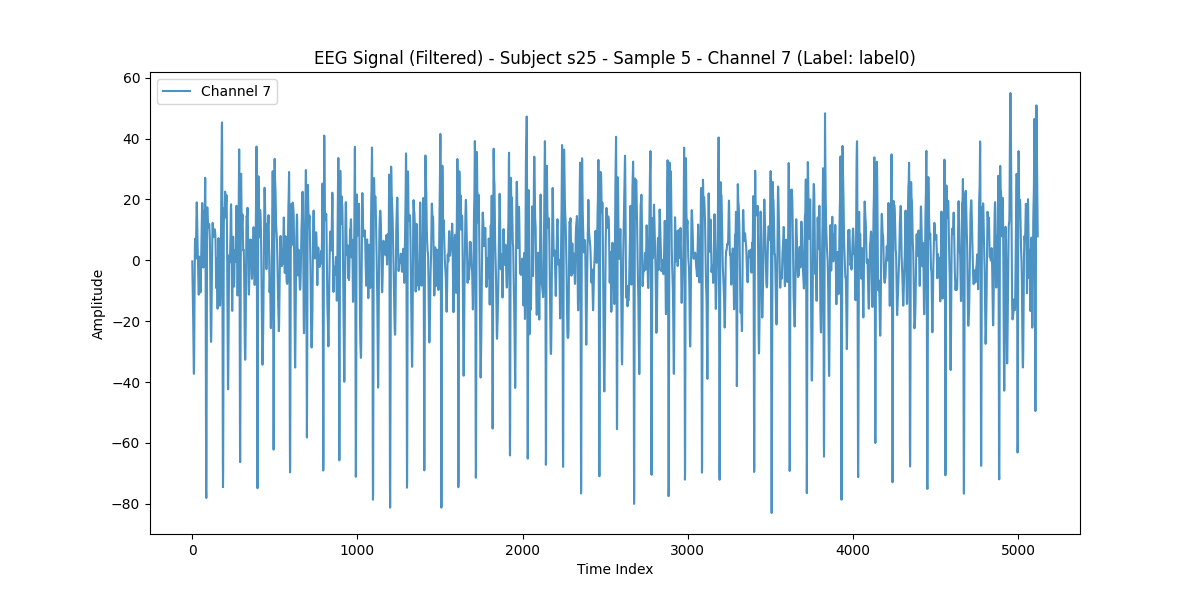 EEG Signal (Filtered) - Subject s25 - Sample 5 - Channel 7 (Label: label0)
Channel 7
60
40
20
0
−20
−40
−60
−80
Amplitude
0 1000 2000 3000 4000 5000
Time Index